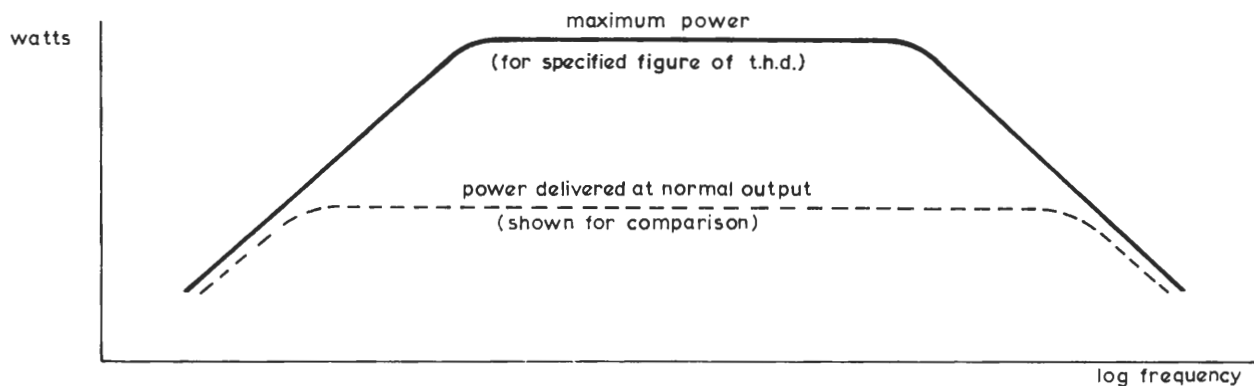 watts
maximum power
(for specified figure of t.h.d.)
power delivered at normal output
(shown for comparison)
log frequency